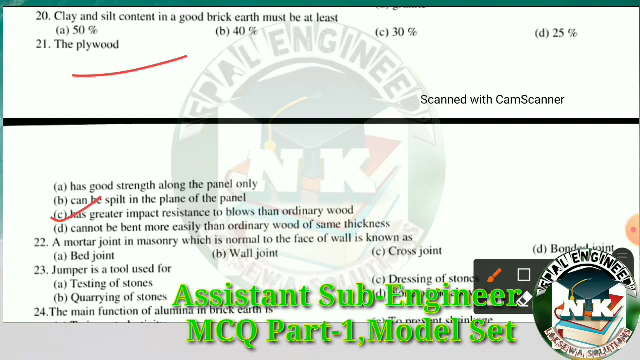 20. Clay and silt content in a good brick earth must be at least
(a) 50 % (b) 40 % (c) 30 % (d) 25 %
21. The plywood
Scanned with CamScanner
(a) has good strength along the panel only
(b) can be spilt in the plane of the panel
(c) has greater impact resistance to blows than ordinary wood
(d) cannot be bent more easily than ordinary wood of same thickness
22. A mortar joint in masonry which is normal to the face of wall is known as
(a) Bed joint (b) Wall joint (c) Cross joint (d) Bonded joint
23. Jumper is a tool used for
(a) Testing of stones (c) Dressing of stones
(b) Quarrying of stones
24.The main function of alumina in brick earth is
Assistant Sub-Engineer
MCQ Part-1,Model Set
NK